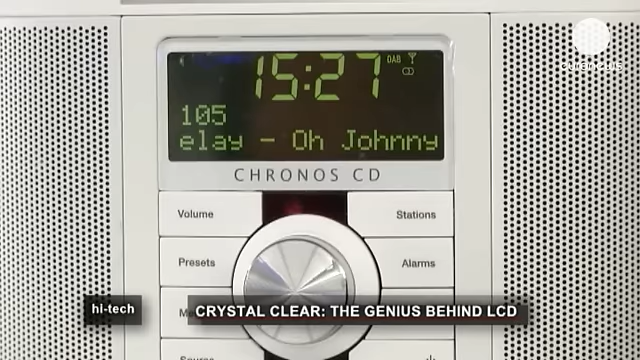 15:27
DAB
105
elay - Oh Johnny
CHRONOS CD
Volume
Stations
Presets
Alarms
hi-tech
CRYSTAL CLEAR: THE GENIUS BEHIND LCD